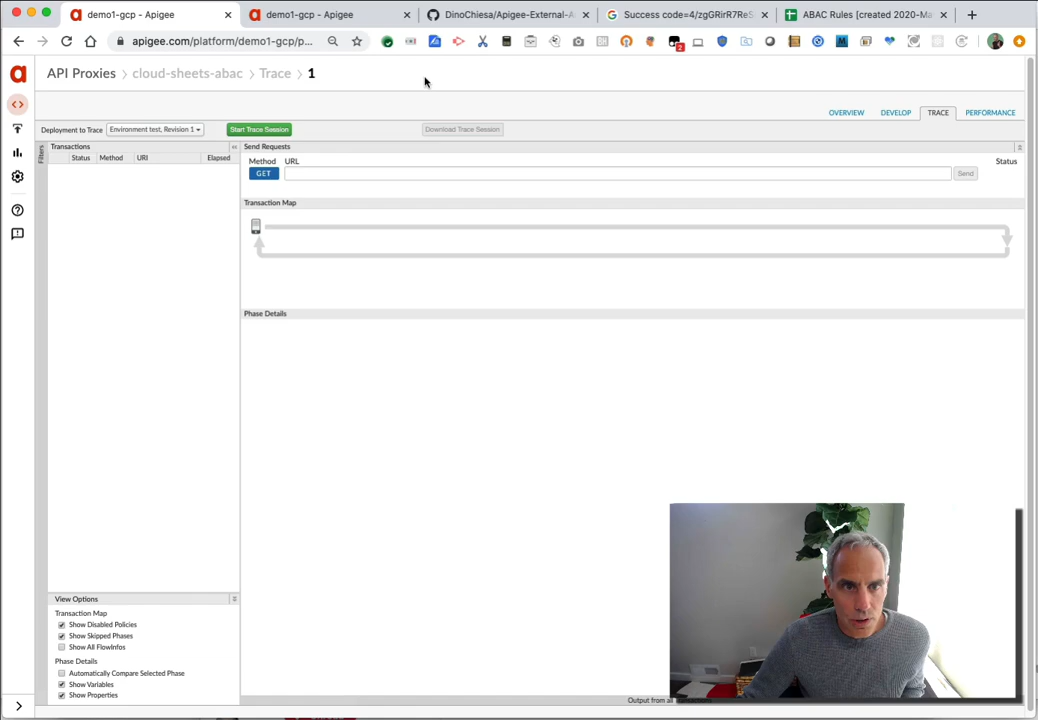 demo1-gcp - Apigee
demo1-gcp - Apigee
DinoChiesa/Apigee-External-A
Success code=4/zgGRirR7ReS
ABAC Rules [created 2020-Ma
apigee.com/platform/demo1-gcp/p...
2
API Proxies > cloud-sheets-abac > Trace > 1
OVERVIEW
DEVELOP
TRACE
PERFORMANCE
Deployment to Trace
Environment test, Revision 1
Start Trace Session
Download Trace Session
Filters
Transactions
Status
Method
URI
Elapsed
Send Requests
Method
URL
Status
GET
Send
Transaction Map
Phase Details
View Options
Transaction Map
Show Disabled Policies
Show Skipped Phases
Show All FlowInfos
Phase Details
Automatically Compare Selected Phase
Show Variables
Show Properties
Output from all Transactions